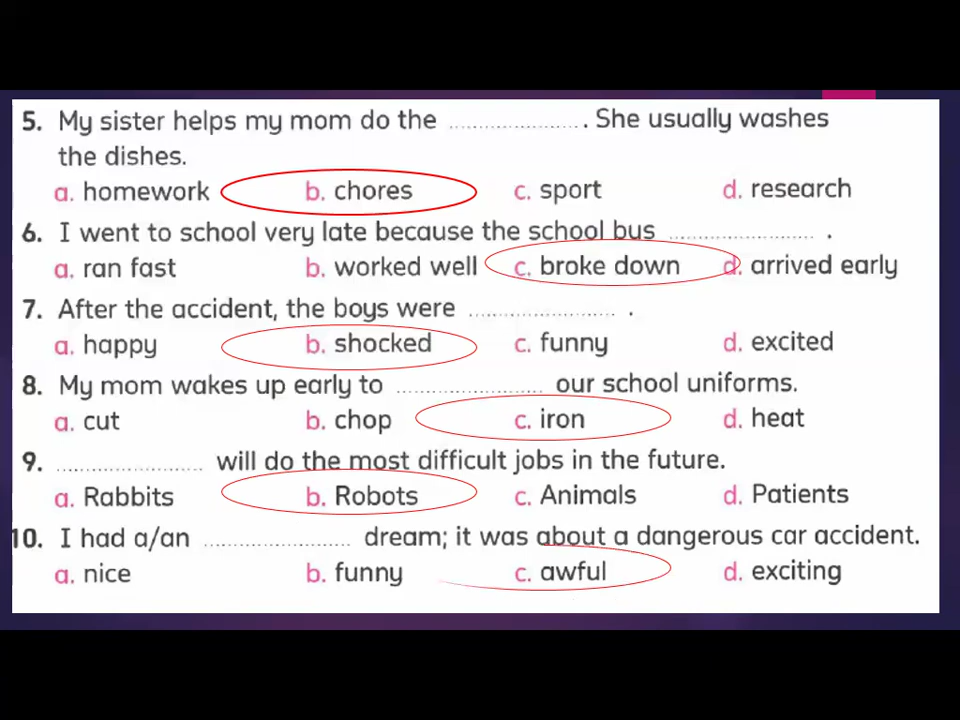 5. My sister helps my mom do the ...................... . She usually washes
the dishes.
a. homework b. chores c. sport d. research
6. I went to school very late because the school bus ........................ .
a. ran fast b. worked well c. broke down d. arrived early
7. After the accident, the boys were ........................ .
a. happy b. shocked c. funny d. excited
8. My mom wakes up early to ........................ our school uniforms.
a. cut b. chop c. iron d. heat
9. ........................ will do the most difficult jobs in the future.
a. Rabbits b. Robots c. Animals d. Patients
10. I had a/an ........................ dream; it was about a dangerous car accident.
a. nice b. funny c. awful d. exciting